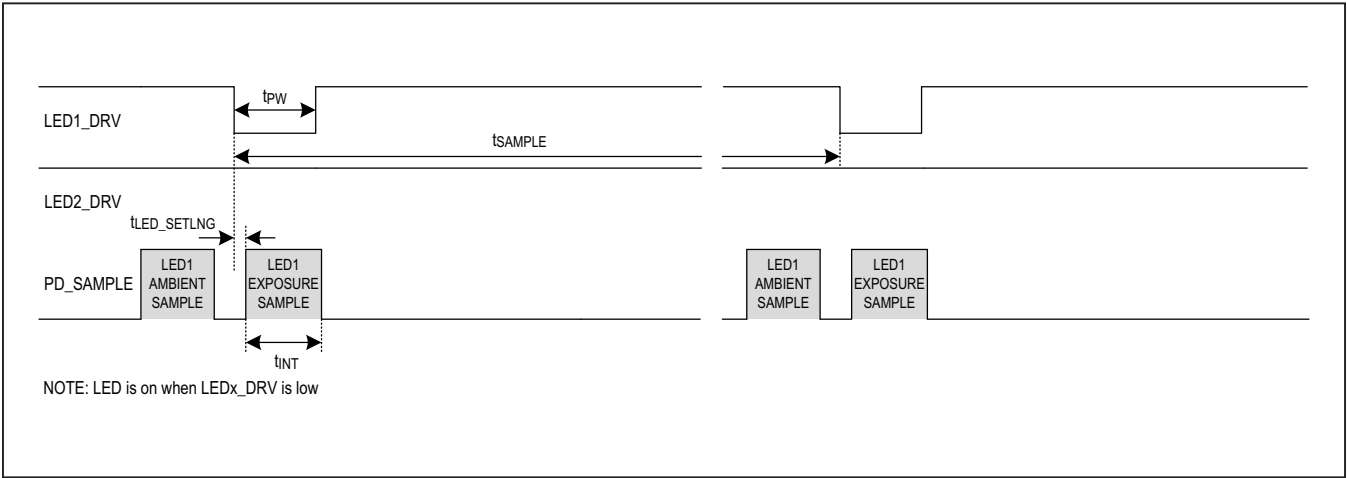 tPW
LED1_DRV
tSAMPLE
LED2_DRV
tLED_SETLNG
PD_SAMPLE
LED1
AMBIENT
SAMPLE
LED1
EXPOSURE
SAMPLE
LED1
AMBIENT
SAMPLE
LED1
EXPOSURE
SAMPLE
tINT
NOTE: LED is on when LEDx_DRV is low